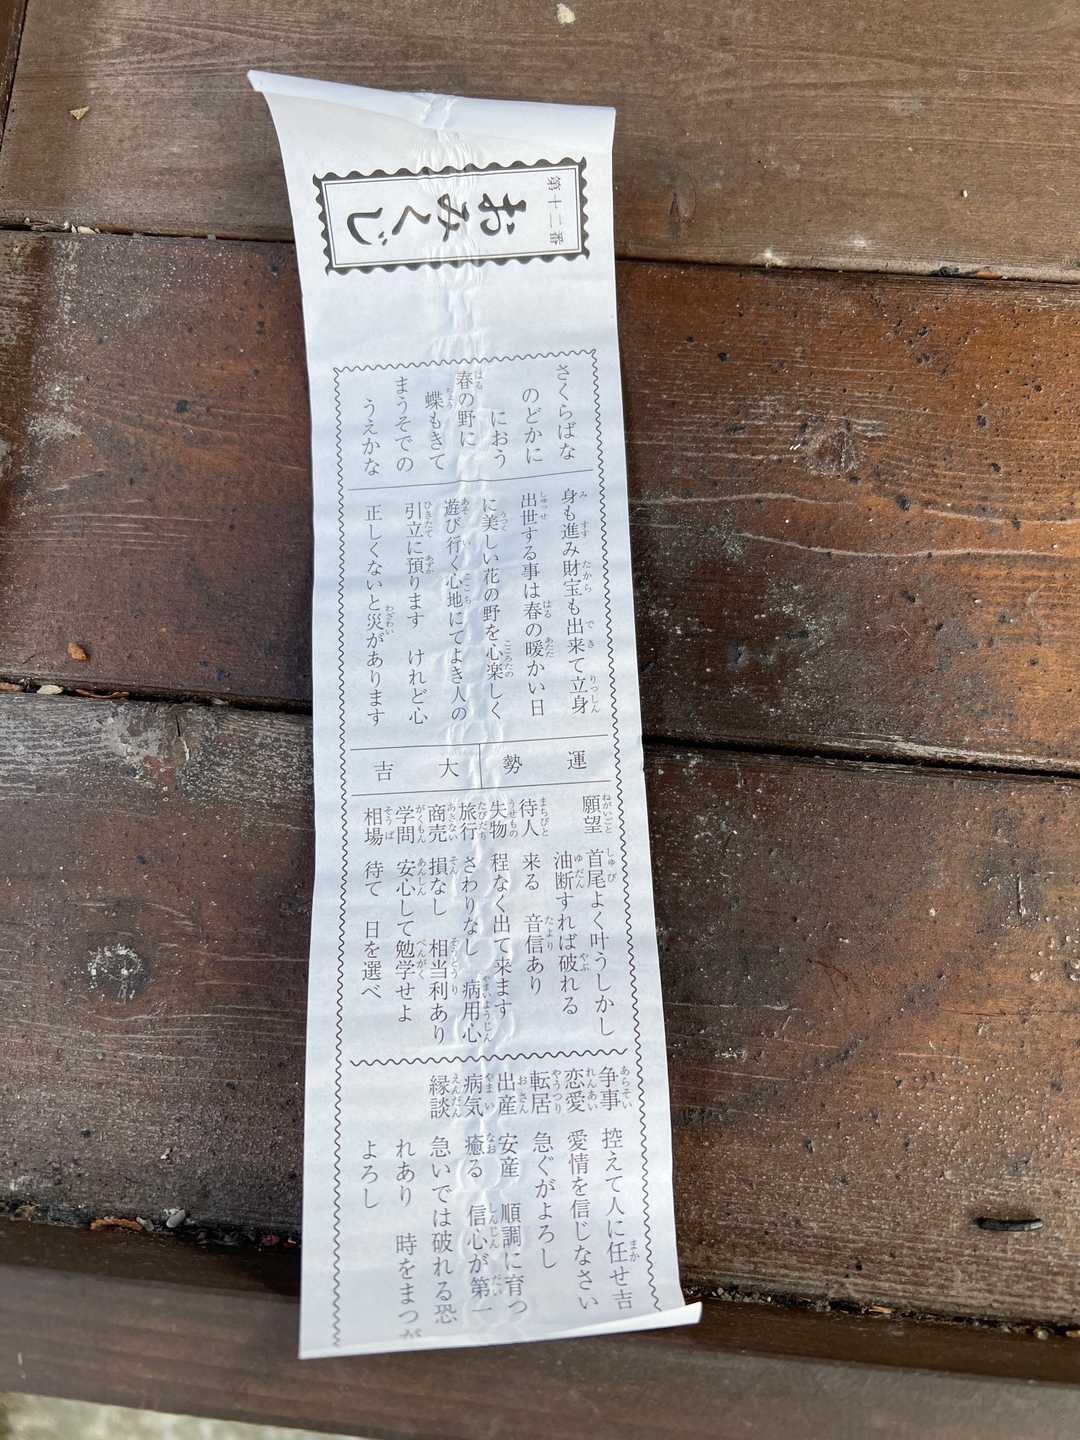 第十二番
おみくじ
さくらばな
のどかに
におう
春の野に
蝶もきて
まうそでの
うえかな
身も進み財宝も出来て立身
出世する事は春の暖かい日
に美しい花の野を心楽しく
遊び行く心地にてよき人の
引立に預ります けれど心
正しくないと災があります
運勢
大吉
願望 首尾よく叶うしかし
油断すれば破れる
待人 来る 音信あり
失物 程なく出て来ます
旅行 さわりなし 病用心
商売 損なし 相当利あり
学問 安心して勉学せよ
相場 待て 日を選べ
争事 控えて人に任せ吉
恋愛 愛情を信じなさい
転居 急ぐがよろし
出産 安産 順調に育つ
病気 癒る 信心が第一
縁談 急いでは破れる恐
れあり 時をまつが
よろし